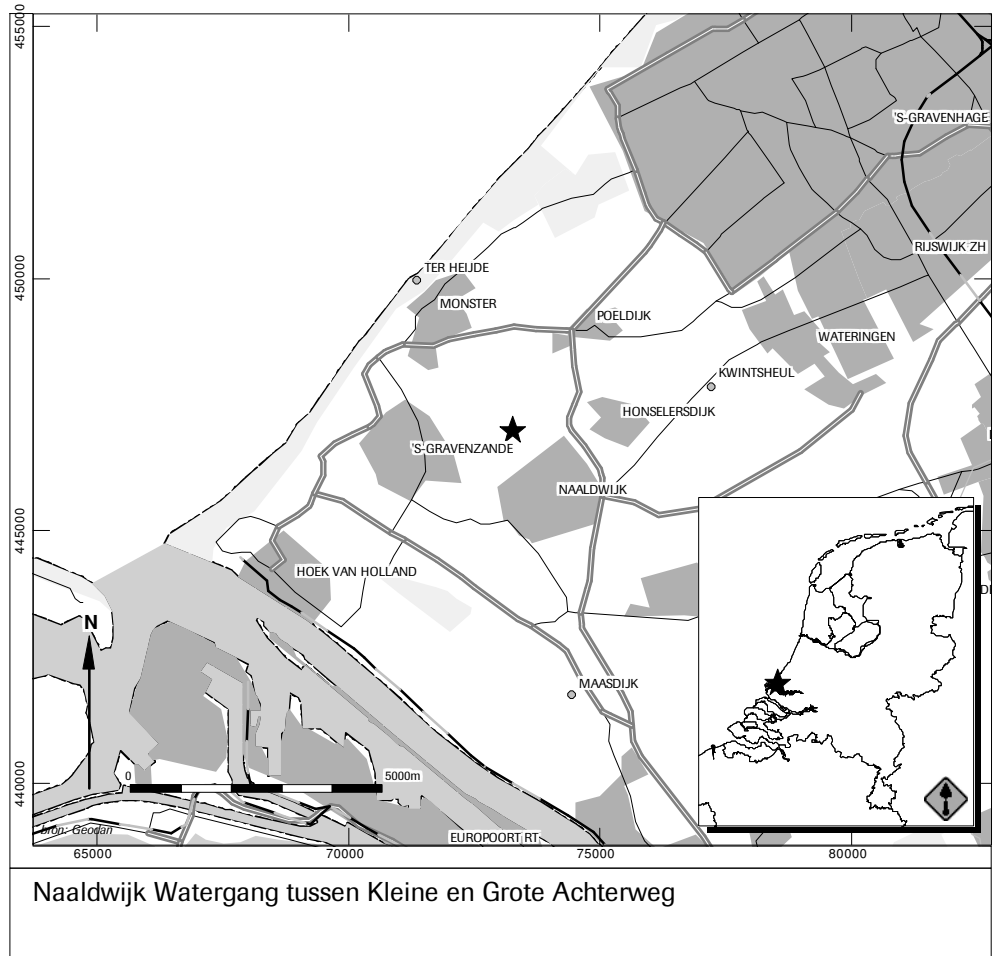 455000
'S-GRAVENHAGE
RIJSWIJK ZH
450000
TER HEIJDE
MONSTER
POELDIJK
WATERINGEN
KWINTSHEUL
HONSELERSDIJK
'S-GRAVENZANDE
NAALDWIJK
445000
HOEK VAN HOLLAND
N
MAASDIJK
440000
0
5000m
bron: Geodan
EUROPOORT RT
65000
70000
75000
80000
Naaldwijk Watergang tussen Kleine en Grote Achterweg